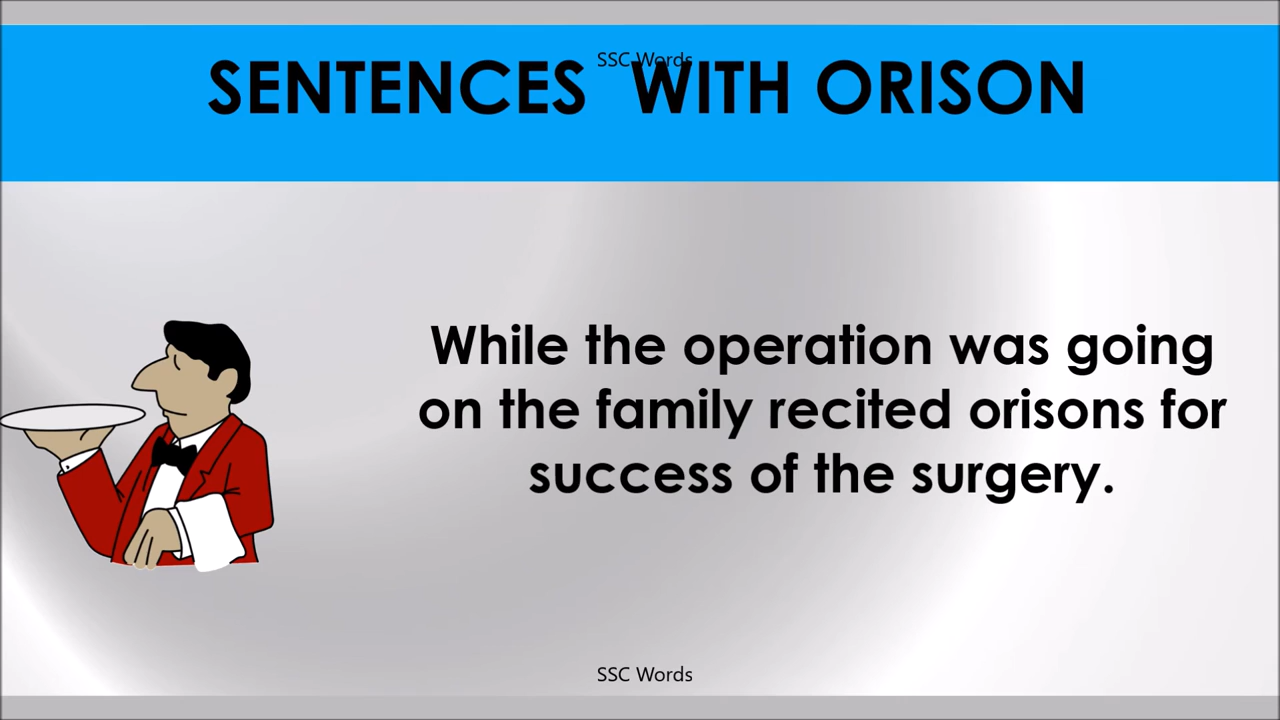 SSC Words
SENTENCES WITH ORISON
While the operation was going
on the family recited orisons for
success of the surgery.
SSC Words